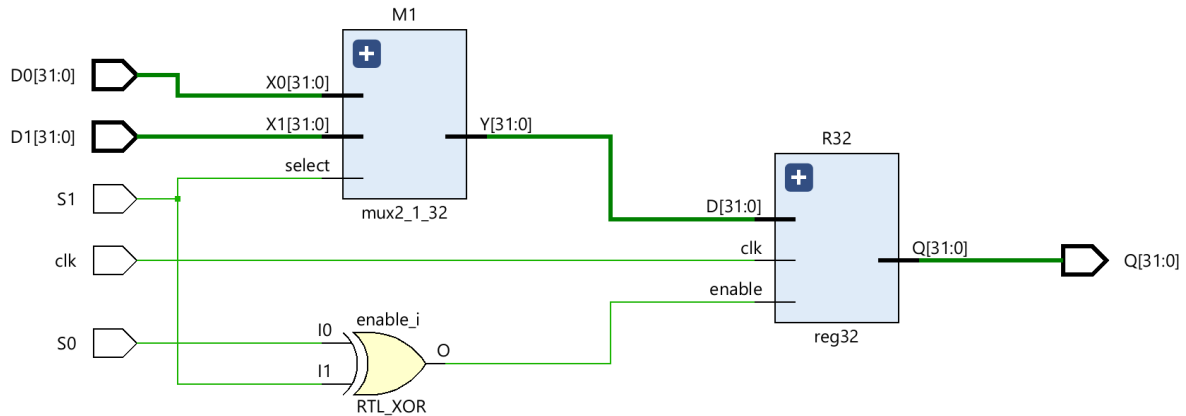 M1
D0[31:0]
X0[31:0]
D1[31:0]
X1[31:0]
Y[31:0]
select
S1
mux2_1_32
R32
D[31:0]
clk
clk
Q[31:0]
Q[31:0]
enable
reg32
enable_i
S0
I0
I1
O
RTL_XOR